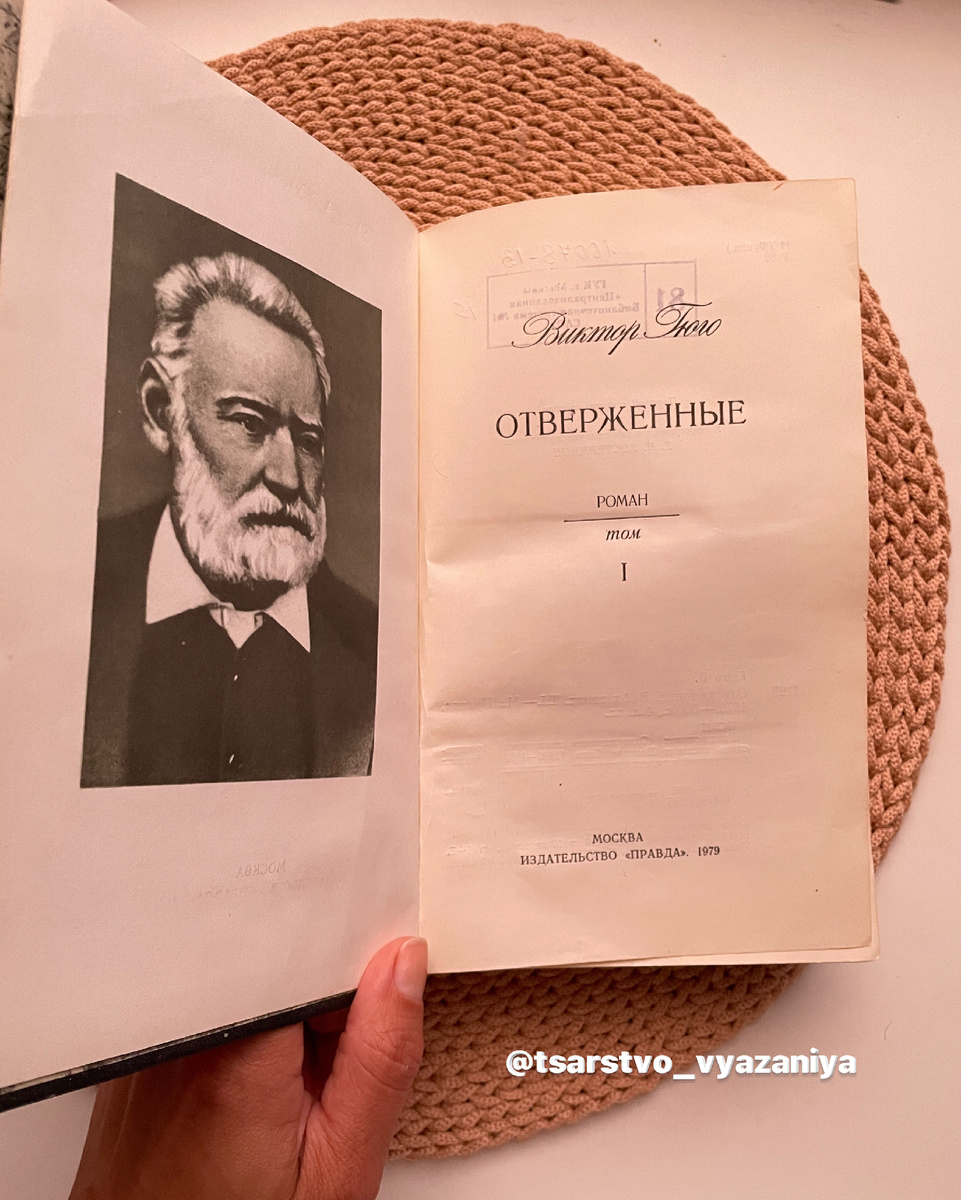 Виктор Гюго
ОТВЕРЖЕННЫЕ
РОМАН
том
I
МОСКВА
ИЗДАТЕЛЬСТВО «ПРАВДА». 1979
@tsarstvo_vyazaniya